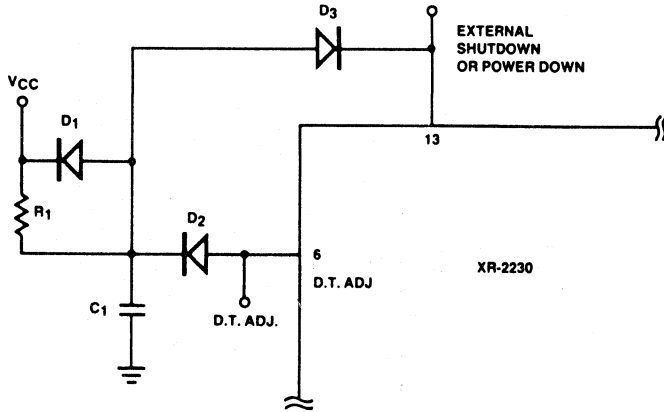 D3
EXTERNAL
SHUTDOWN
OR POWER DOWN
VCC
D1
13
R1
D2
6
XR-2230
D.T. ADJ
C1
D.T. ADJ.